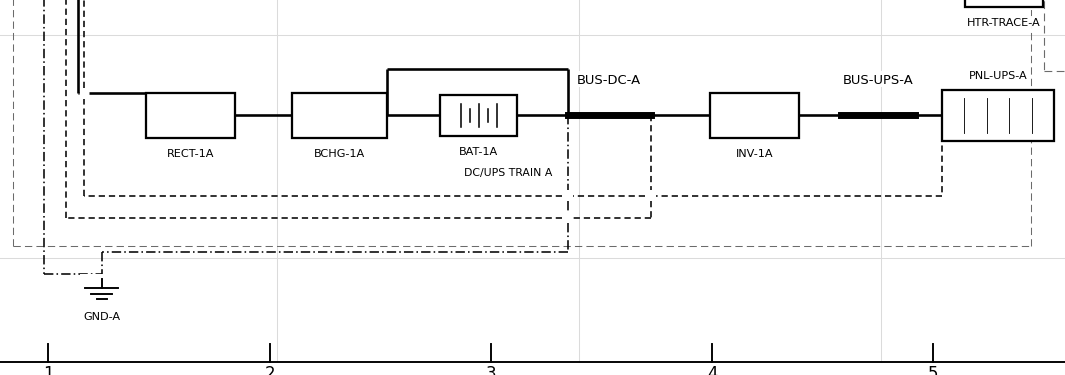 HTR-TRACE-A
BUS-DC-A
BUS-UPS-A
PNL-UPS-A
RECT-1A
BCHG-1A
BAT-1A
INV-1A
DC/UPS TRAIN A
GND-A
1 2 3 4 5